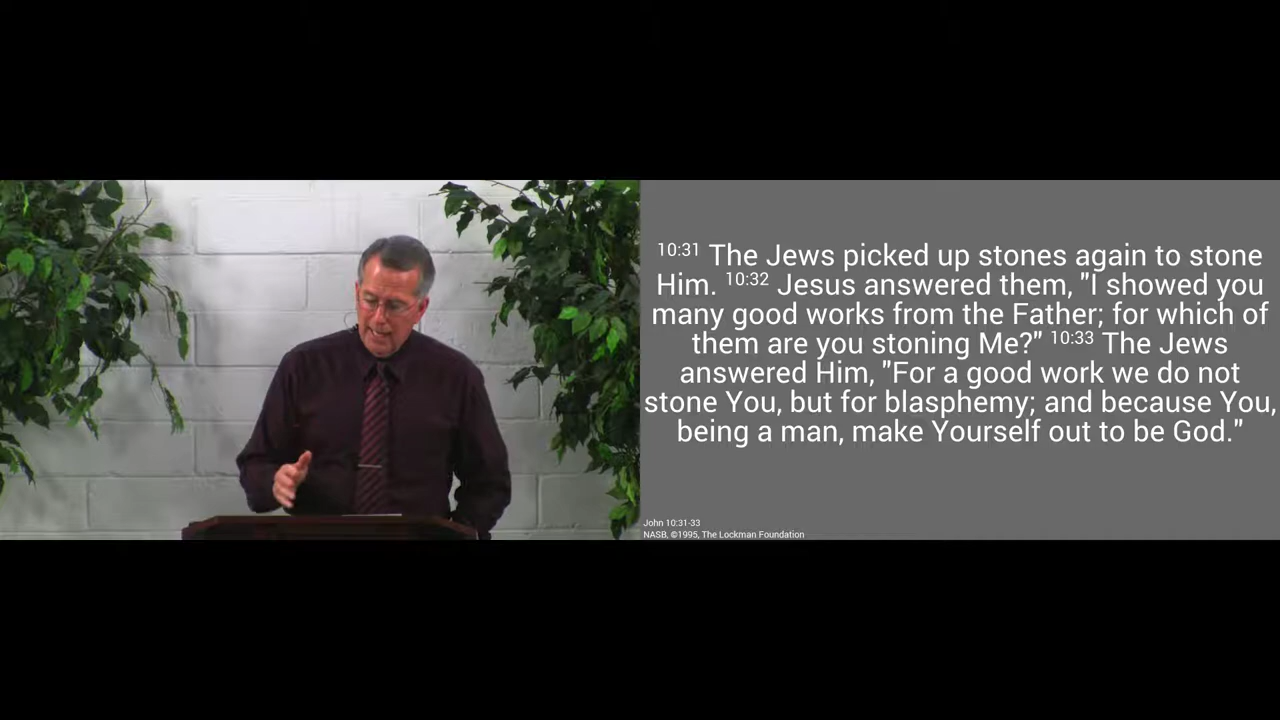 10:31 The Jews picked up stones again to stone
Him. 10:32 Jesus answered them, "I showed you
many good works from the Father; for which of
them are you stoning Me?" 10:33 The Jews
answered Him, "For a good work we do not
stone You, but for blasphemy; and because You,
being a man, make Yourself out to be God."
John 10:31-33
NASB, ©1995, The Lockman Foundation